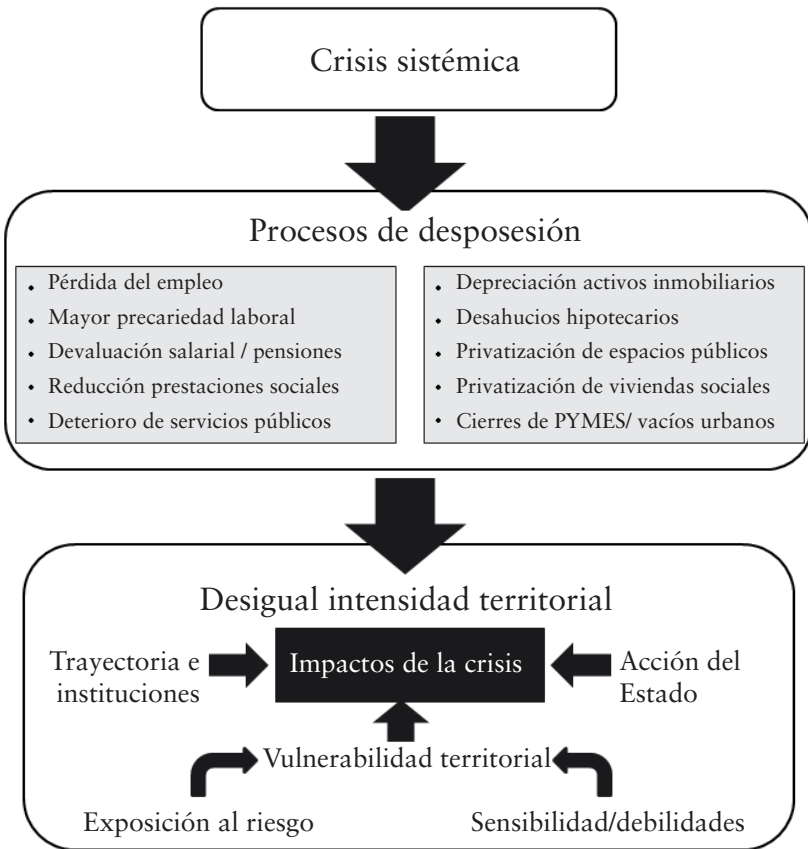 Crisis sistémica
Procesos de desposesión
• Pérdida del empleo
• Mayor precariedad laboral
• Devaluación salarial / pensiones
• Reducción prestaciones sociales
• Deterioro de servicios públicos
• Depreciación activos inmobiliarios
• Desahucios hipotecarios
• Privatización de espacios públicos
• Privatización de viviendas sociales
• Cierres de PYMES/ vacíos urbanos
Desigual intensidad territorial
Trayectoria e
instituciones
Impactos de la crisis
Acción del
Estado
Vulnerabilidad territorial
Exposición al riesgo
Sensibilidad/debilidades